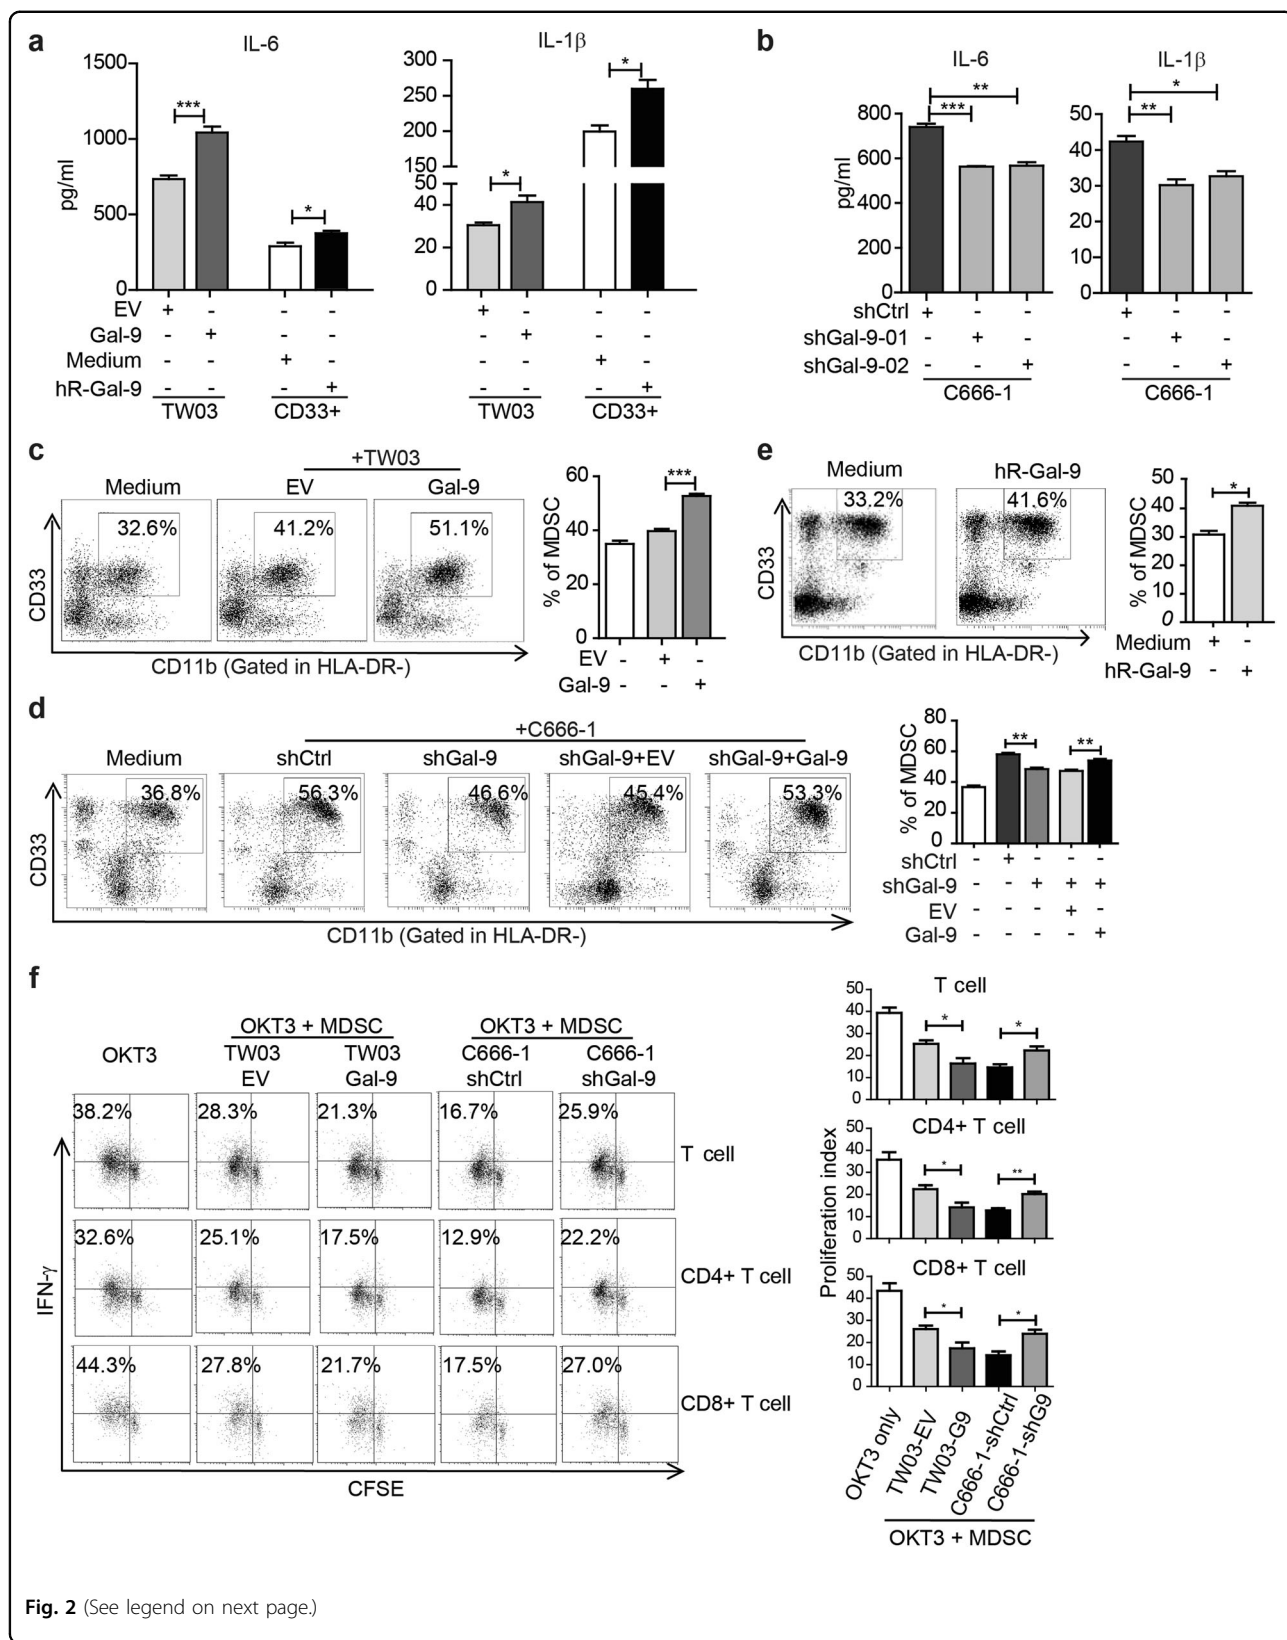 a
IL-6
IL-1β
pg/ml
1500
1000
500
0
300
250
200
150
50
40
20
0
*** * * *
EV + - - - + - - -
Gal-9 - + - - - + - -
Medium - - + - - - + -
hR-Gal-9 - - - + - - - +
TW03 CD33+ TW03 CD33+
b
IL-6
IL-1β
pg/ml
800
600
400
200
0
50
40
30
20
10
0
*** ** ** *
shCtrl + - - + - -
shGal-9-01 - + - - + -
shGal-9-02 - - + - - +
C666-1 C666-1
c
+TW03
Medium EV Gal-9
32.6% 41.2% 51.1%
CD33
CD11b (Gated in HLA-DR-)
% of MDSC
60
40
20
0
***
EV - + -
Gal-9 - - +
e
Medium hR-Gal-9
33.2% 41.6%
CD33
CD11b (Gated in HLA-DR-)
% of MDSC
50
40
30
20
10
0
*
Medium + -
hR-Gal-9 - +
d
+C666-1
Medium shCtrl shGal-9 shGal-9+EV shGal-9+Gal-9
36.8% 56.3% 46.6% 45.4% 53.3%
CD33
CD11b (Gated in HLA-DR-)
% of MDSC
80
60
40
20
0
** **
shCtrl - + - - -
shGal-9 - - + + +
EV - - - + -
Gal-9 - - - - +
f
OKT3 + MDSC OKT3 + MDSC
OKT3 TW03 TW03 C666-1 C666-1
EV Gal-9 shCtrl shGal-9
38.2% 28.3% 21.3% 16.7% 25.9%
T cell
32.6% 25.1% 17.5% 12.9% 22.2%
CD4+ T cell
44.3% 27.8% 21.7% 17.5% 27.0%
CD8+ T cell
IFN-γ
CFSE
Proliferation index
T cell
50
40
30
20
10
0
* *
CD4+ T cell
50
40
30
20
10
0
* **
CD8+ T cell
50
40
30
20
10
0
* *
OKT3 only
TW03-EV
TW03-G9
C666-1-shCtrl
C666-1-shG9
OKT3 + MDSC
Fig. 2 (See legend on next page.)